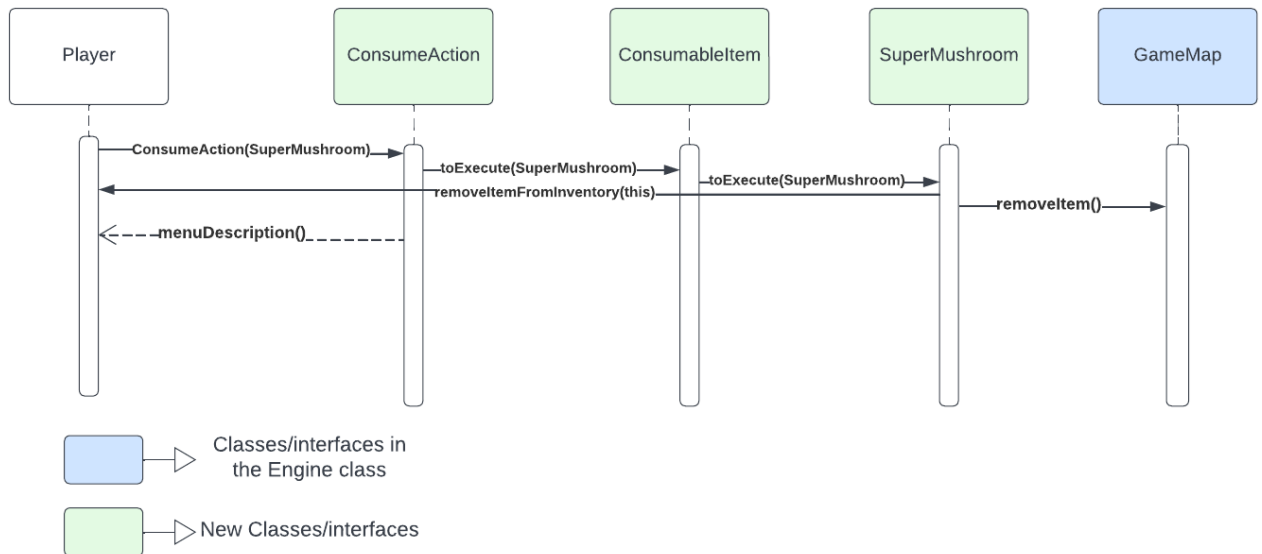 Player
ConsumeAction
ConsumableItem
SuperMushroom
GameMap
ConsumeAction(SuperMushroom)
toExecute(SuperMushroom)
toExecute(SuperMushroom)
removeItemFromInventory(this)
removeItem()
menuDescription()
Classes/interfaces in
the Engine class
New Classes/interfaces